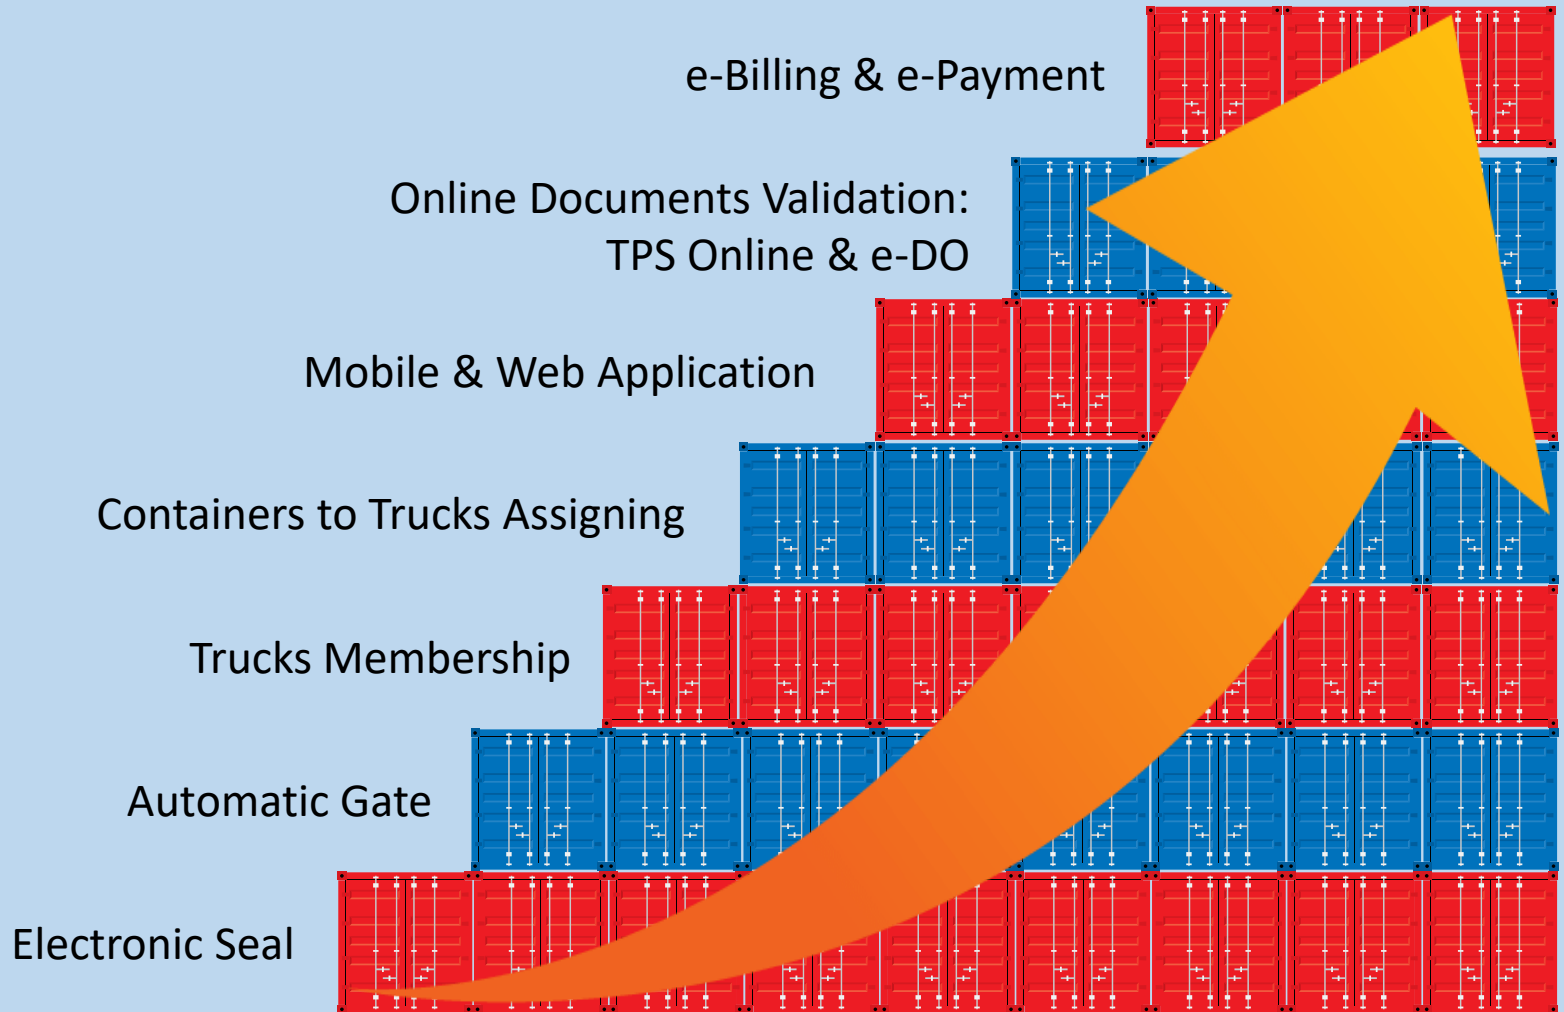 e-Billing & e-Payment
Online Documents Validation:
TPS Online & e-DO
Mobile & Web Application
Containers to Trucks Assigning
Trucks Membership
Automatic Gate
Electronic Seal